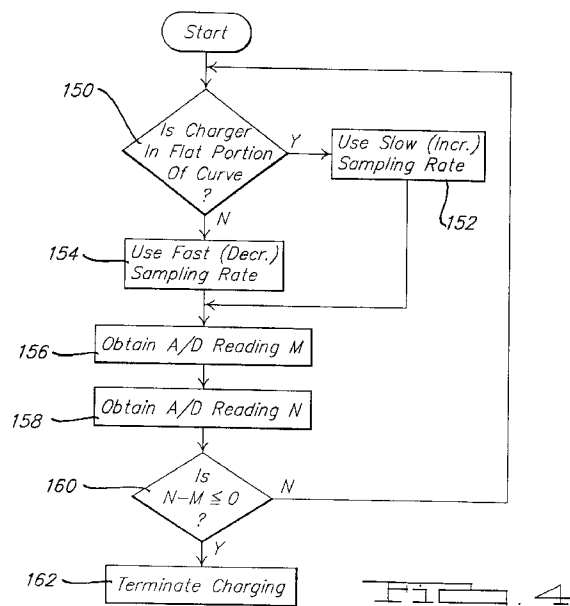 Start
150
Is Charger
In Flat Portion
Of Curve
?
Y
Use Slow (Incr.)
Sampling Rate
152
N
154
Use Fast (Decr.)
Sampling Rate
Obtain A/D Reading M
156
Obtain A/D Reading N
158
Is
N-M ≦ 0
?
160
N
Y
162
Terminate Charging
FIG. 4